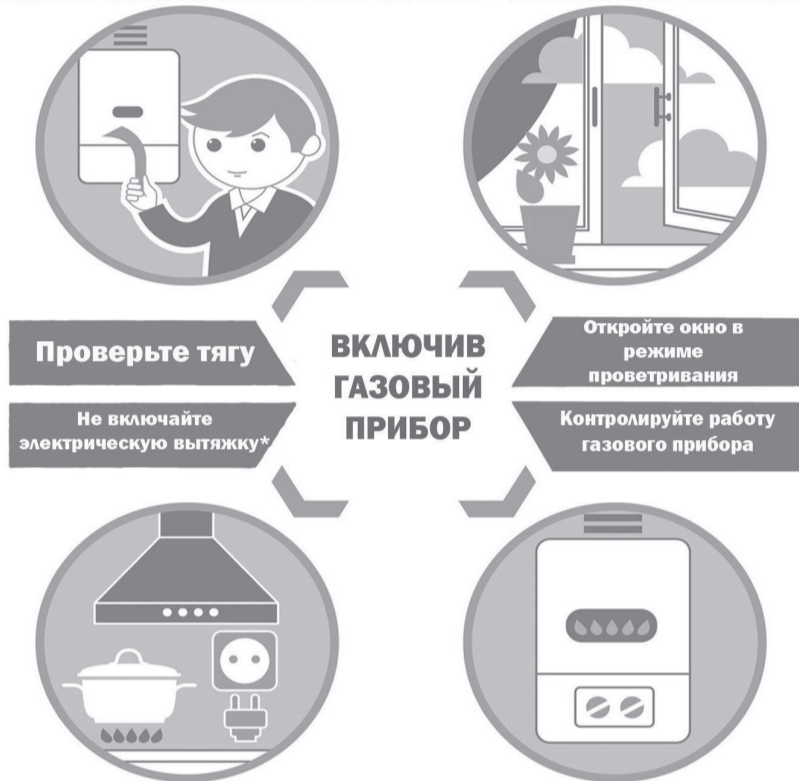 Проверьте тягу
Не включайте
электрическую вытяжку*
ВКЛЮЧИВ
ГАЗОВЫЙ
ПРИБОР
Откройте окно в
режиме
проветривания
Контролируйте работу
газового прибора